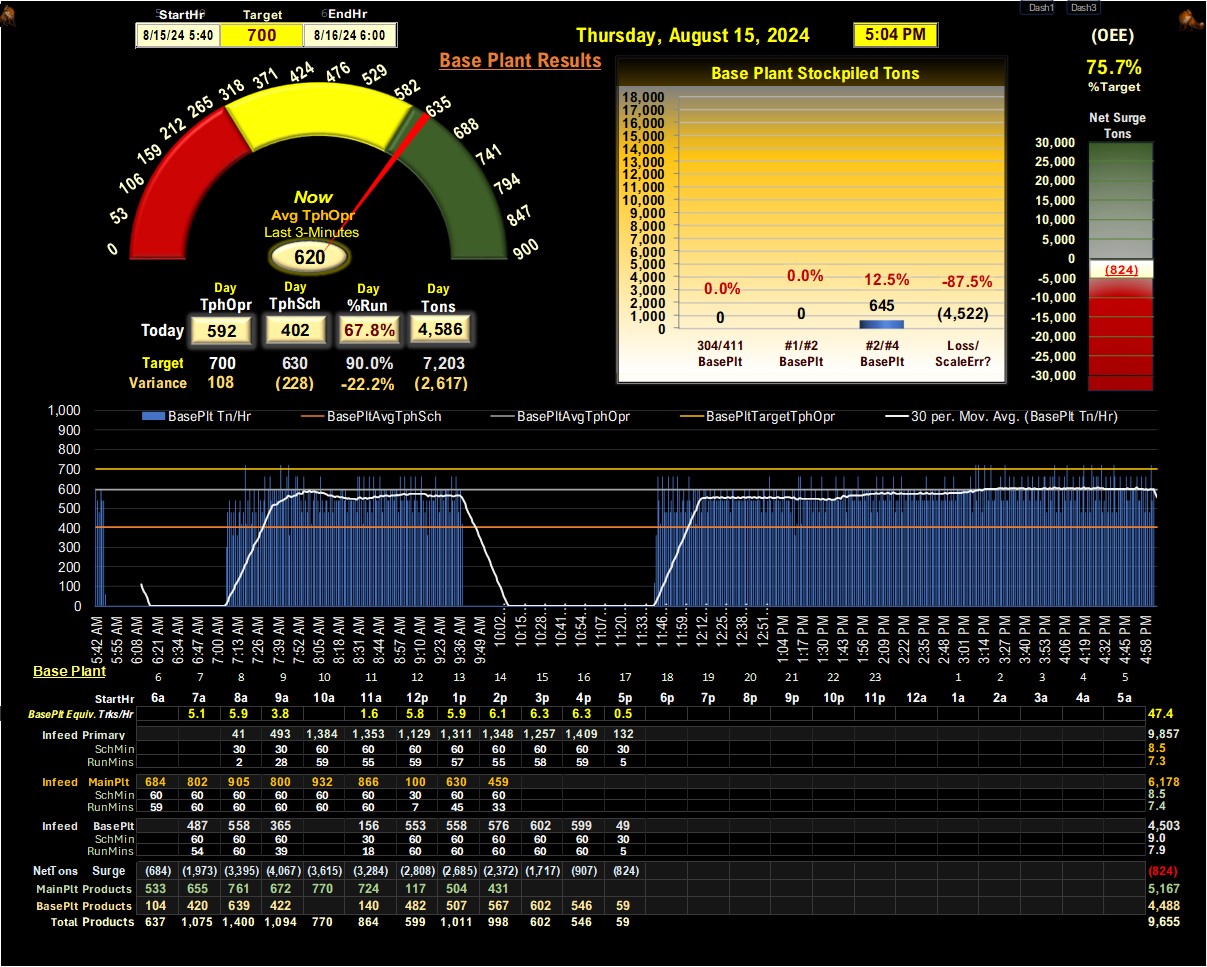 StartHr Target EndHr
8/15/24 5:40 700 8/16/24 6:00
Thursday, August 15, 2024 5:04 PM
Dash1 Dash3
(OEE)
75.7%
%Target
Base Plant Results
0 53 106 159 212 265 318 371 424 476 529 582 635 688 741 794 847 900
Now
Avg TphOpr
Last 3-Minutes
620
Day Day Day Day
TphOpr TphSch %Run Tons
Today 592 402 67.8% 4,586
Target 700 630 90.0% 7,203
Variance 108 (228) -22.2% (2,617)
Base Plant Stockpiled Tons
18,000
17,000
16,000
15,000
14,000
13,000
12,000
11,000
10,000
9,000
8,000
7,000
6,000
5,000
4,000
3,000
2,000
1,000
0
0.0% 0.0% 12.5% -87.5%
0 0 645 (4,522)
304/411 #1/#2 #2/#4 Loss/
BasePlt BasePlt BasePlt ScaleErr?
Net Surge
Tons
30,000
25,000
20,000
15,000
10,000
5,000
0
(824)
-5,000
-10,000
-15,000
-20,000
-25,000
-30,000
BasePlt Tn/Hr BasePltAvgTphSch BasePltAvgTphOpr BasePltTargetTphOpr 30 per. Mov. Avg. (BasePlt Tn/Hr)
1,000
900
800
700
600
500
400
300
200
100
0
5:42 AM 5:55 AM 6:08 AM 6:21 AM 6:34 AM 6:47 AM 7:00 AM 7:13 AM 7:26 AM 7:39 AM 7:52 AM 8:05 AM 8:18 AM 8:31 AM 8:44 AM 8:57 AM 9:10 AM 9:23 AM 9:36 AM 9:49 AM 10:02... 10:15... 10:28... 10:41... 10:54... 11:07... 11:20... 11:33... 11:46... 11:59... 12:12... 12:25... 12:38... 12:51... 1:04 PM 1:17 PM 1:30 PM 1:43 PM 1:56 PM 2:09 PM 2:22 PM 2:35 PM 2:48 PM 3:01 PM 3:14 PM 3:27 PM 3:40 PM 3:53 PM 4:06 PM 4:19 PM 4:32 PM 4:45 PM 4:58 PM
Base Plant
6 7 8 9 10 11 12 13 14 15 16 17 18 19 20 21 22 23 1 2 3 4 5
StartHr 6a 7a 8a 9a 10a 11a 12p 1p 2p 3p 4p 5p 6p 7p 8p 9p 10p 11p 12a 1a 2a 3a 4a 5a
BasePlt Equiv. Trks/Hr 5.1 5.9 3.8 1.6 5.8 5.9 6.1 6.3 6.3 0.5 47.4
Infeed Primary 41 493 1,384 1,353 1,129 1,311 1,348 1,257 1,409 132 9,857
SchMin 30 30 60 60 60 60 60 60 60 30 8.5
RunMins 2 28 59 55 59 57 55 58 59 5 7.3
Infeed MainPlt 684 802 905 800 932 866 100 630 459 6,178
SchMin 60 60 60 60 60 60 30 60 60 8.5
RunMins 59 60 60 60 60 60 7 45 33 7.4
Infeed BasePlt 487 558 365 156 553 558 576 602 599 49 4,503
SchMin 60 60 60 30 60 60 60 60 60 30 9.0
RunMins 54 60 39 18 60 60 60 60 60 5 7.9
NetTons Surge (684) (1,973) (3,395) (4,067) (3,615) (3,284) (2,808) (2,685) (2,372) (1,717) (907) (824) (824)
MainPlt Products 533 655 761 672 770 724 117 504 431 5,167
BasePlt Products 104 420 639 422 140 482 507 567 602 546 59 4,488
Total Products 637 1,075 1,400 1,094 770 864 599 1,011 998 602 546 59 9,655